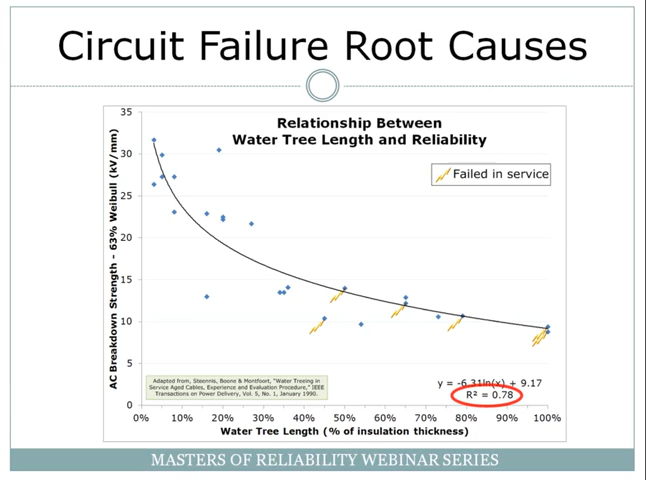 Circuit Failure Root Causes
Relationship Between
Water Tree Length and Reliability
Failed in service
AC Breakdown Strength – 63% Weibull (kV/mm)
35
30
25
20
15
10
5
0
Adapted from, Steennis, Boone & Montfoort, "Water Treeing in
Service Aged Cables, Experience and Evaluation Procedure," IEEE
Transactions on Power Delivery, Vol. 5, No. 1, January 1990.
y = -6.31ln(x) + 9.17
R² = 0.78
0% 10% 20% 30% 40% 50% 60% 70% 80% 90% 100%
Water Tree Length (% of insulation thickness)
MASTERS OF RELIABILITY WEBINAR SERIES